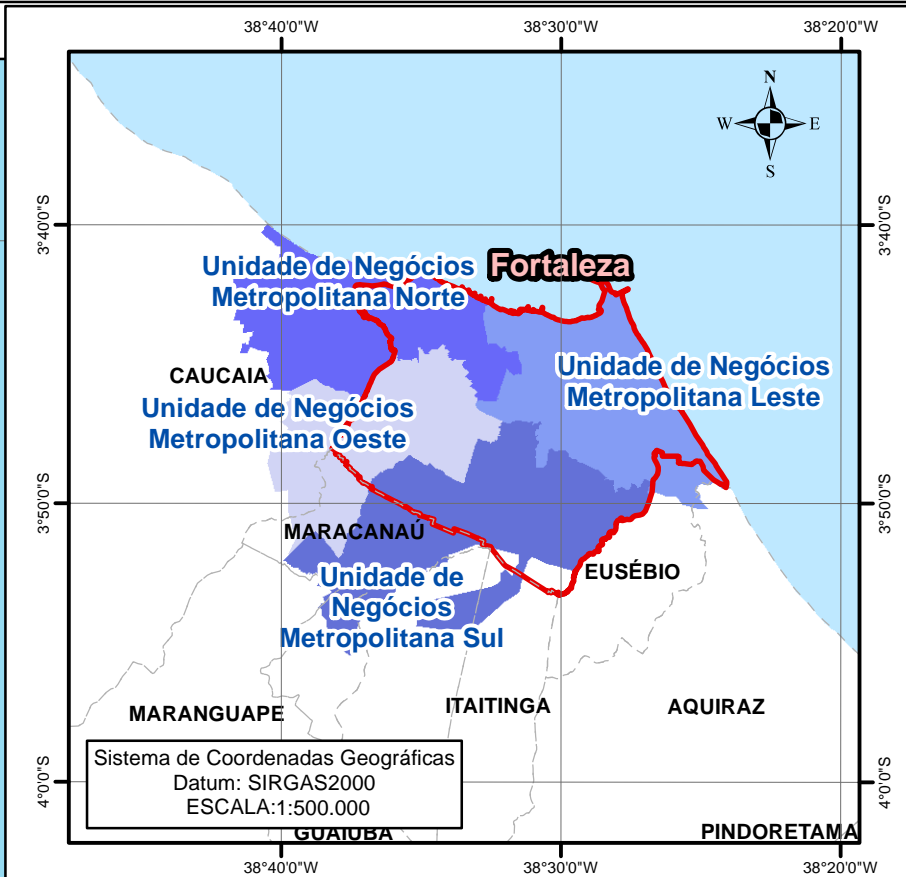 38°40'0"W
38°30'0"W
38°20'0"W
N
W
E
S
3°40'0"S
3°40'0"S
Unidade de Negócios
Metropolitana Norte
Fortaleza
CAUCAIA
Unidade de Negócios
Metropolitana Leste
Unidade de Negócios
Metropolitana Oeste
3°50'0"S
3°50'0"S
MARACANAÚ
EUSÉBIO
Unidade de
Negócios
Metropolitana Sul
MARANGUAPE
ITAITINGA
AQUIRAZ
Sistema de Coordenadas Geográficas
Datum: SIRGAS2000
ESCALA:1:500.000
4°0'0"S
4°0'0"S
GUAIUBA
PINDORETAMA
38°40'0"W
38°30'0"W
38°20'0"W